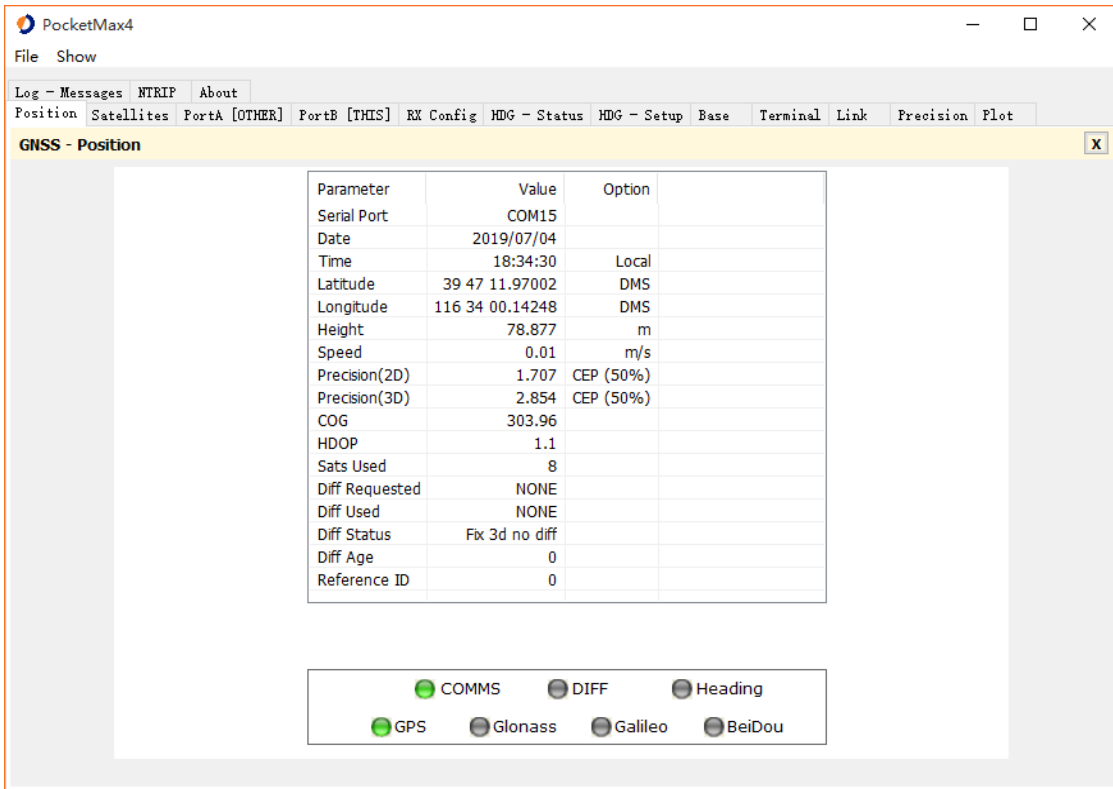 PocketMax4
File Show
Log - Messages NTRIP About
Position Satellites PortA [OTHER] PortB [THIS] RX Config HDG - Status HDG - Setup Base Terminal Link Precision Plot
GNSS - Position X
Parameter Value Option
Serial Port COM15
Date 2019/07/04
Time 18:34:30 Local
Latitude 39 47 11.97002 DMS
Longitude 116 34 00.14248 DMS
Height 78.877 m
Speed 0.01 m/s
Precision(2D) 1.707 CEP (50%)
Precision(3D) 2.854 CEP (50%)
COG 303.96
HDOP 1.1
Sats Used 8
Diff Requested NONE
Diff Used NONE
Diff Status Fix 3d no diff
Diff Age 0
Reference ID 0
COMMS DIFF Heading
GPS Glonass Galileo BeiDou